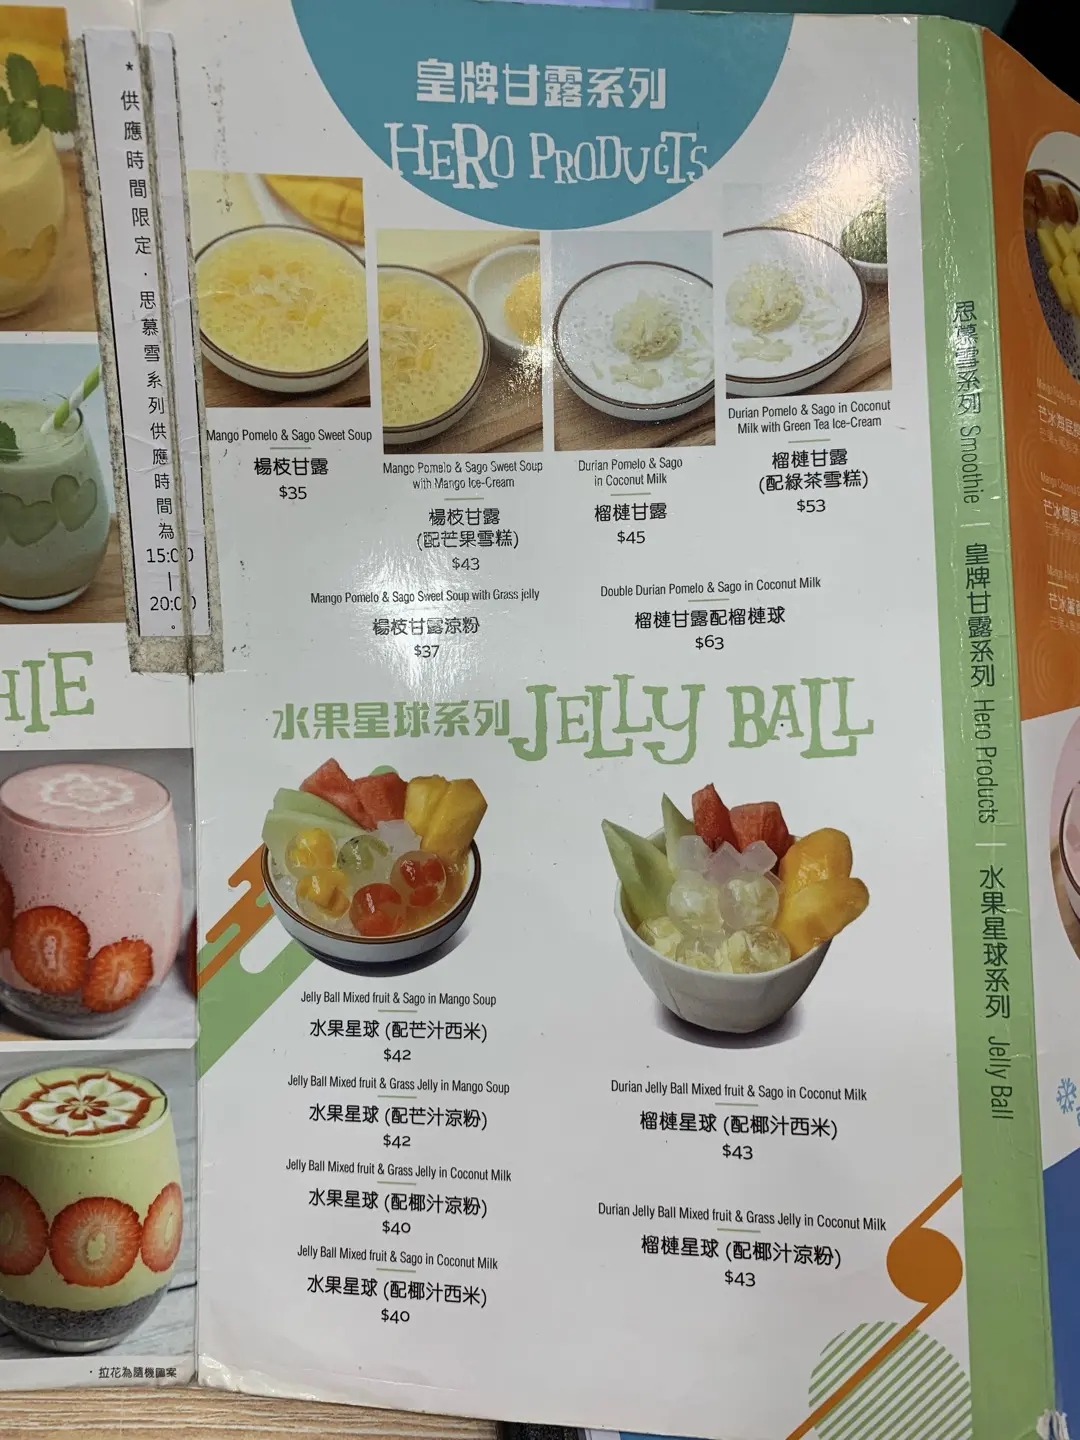 *供應時間限定．思慕雪系列供應時間為
15:00
|
20:00
。
皇牌甘露系列
HERO PRODUCTS
Mango Pomelo & Sago Sweet Soup
楊枝甘露
$35
Mango Pomelo & Sago Sweet Soup
with Mango Ice-Cream
楊枝甘露
(配芒果雪糕)
$43
Durian Pomelo & Sago
in Coconut Milk
榴槤甘露
$45
Durian Pomelo & Sago in Coconut
Milk with Green Tea Ice-Cream
榴槤甘露
(配綠茶雪糕)
$53
Mango Pomelo & Sago Sweet Soup with Grass jelly
楊枝甘露涼粉
$37
Double Durian Pomelo & Sago in Coconut Milk
榴槤甘露配榴槤球
$63
HIE
水果星球系列 JELLY BALL
Jelly Ball Mixed fruit & Sago in Mango Soup
水果星球 (配芒汁西米)
$42
Jelly Ball Mixed fruit & Grass Jelly in Mango Soup
水果星球 (配芒汁涼粉)
$42
Jelly Ball Mixed fruit & Grass Jelly in Coconut Milk
水果星球 (配椰汁涼粉)
$40
Jelly Ball Mixed fruit & Sago in Coconut Milk
水果星球 (配椰汁西米)
$40
Durian Jelly Ball Mixed fruit & Sago in Coconut Milk
榴槤星球 (配椰汁西米)
$43
Durian Jelly Ball Mixed fruit & Grass Jelly in Coconut Milk
榴槤星球 (配椰汁涼粉)
$43
．拉花為隨機圖案
思慕雪系列 Smoothie | 皇牌甘露系列 Hero Products | 水果星球系列 Jelly Ball